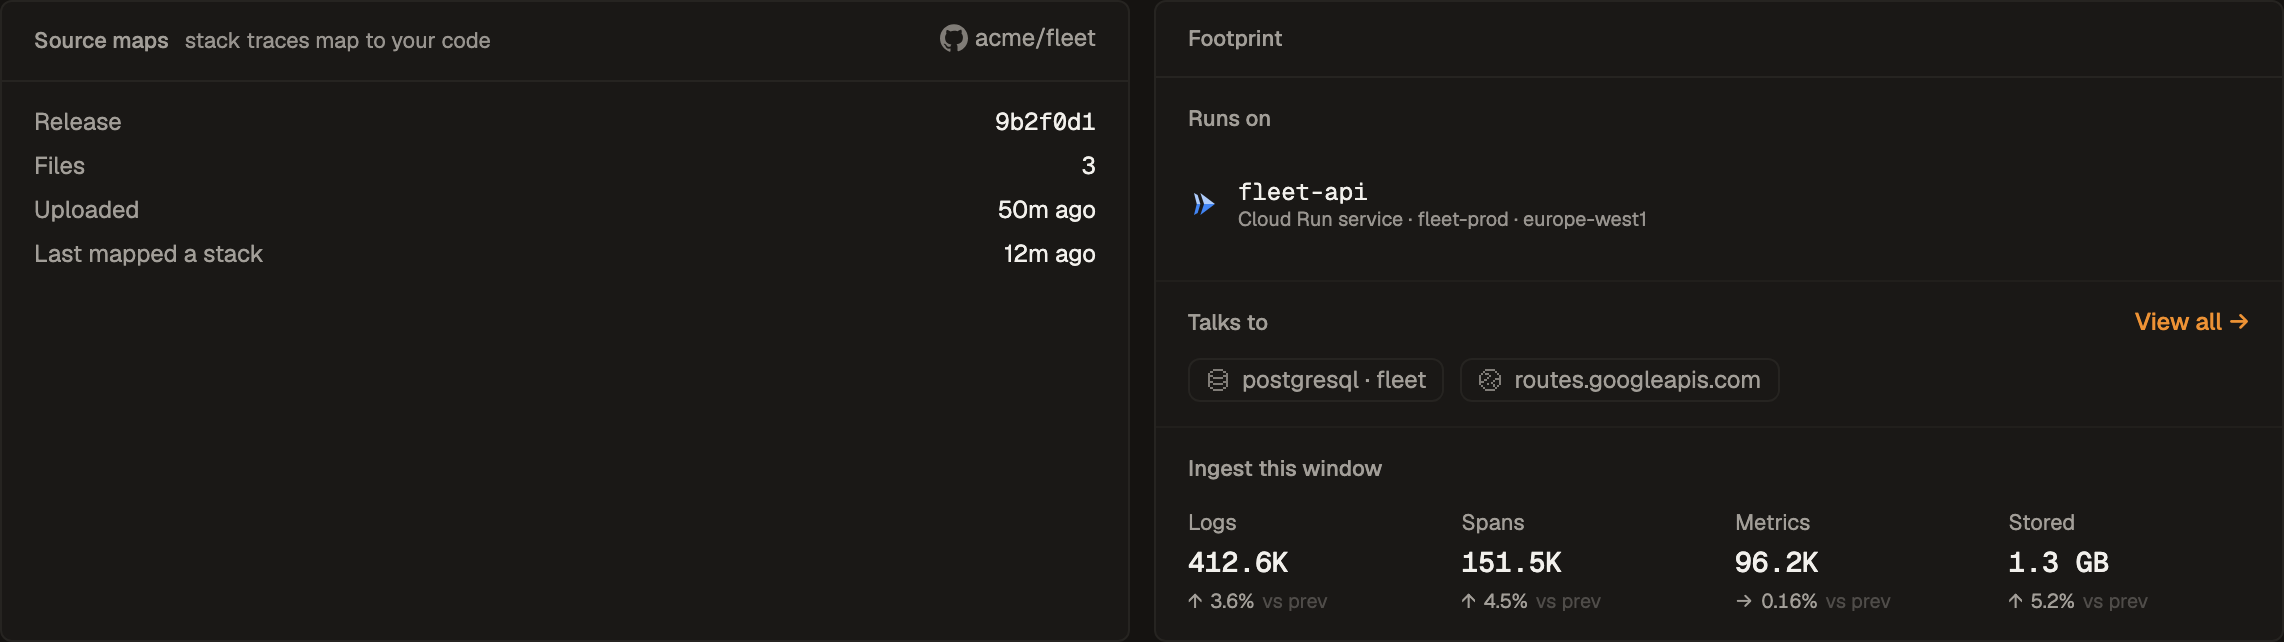 Source maps stack traces map to your code
acme/fleet
Release 9b2f0d1
Files 3
Uploaded 50m ago
Last mapped a stack 12m ago
Footprint
Runs on
fleet-api
Cloud Run service · fleet-prod · europe-west1
Talks to
View all →
postgresql · fleet
routes.googleapis.com
Ingest this window
Logs Spans Metrics Stored
412.6K 151.5K 96.2K 1.3 GB
↑ 3.6% vs prev ↑ 4.5% vs prev → 0.16% vs prev ↑ 5.2% vs prev